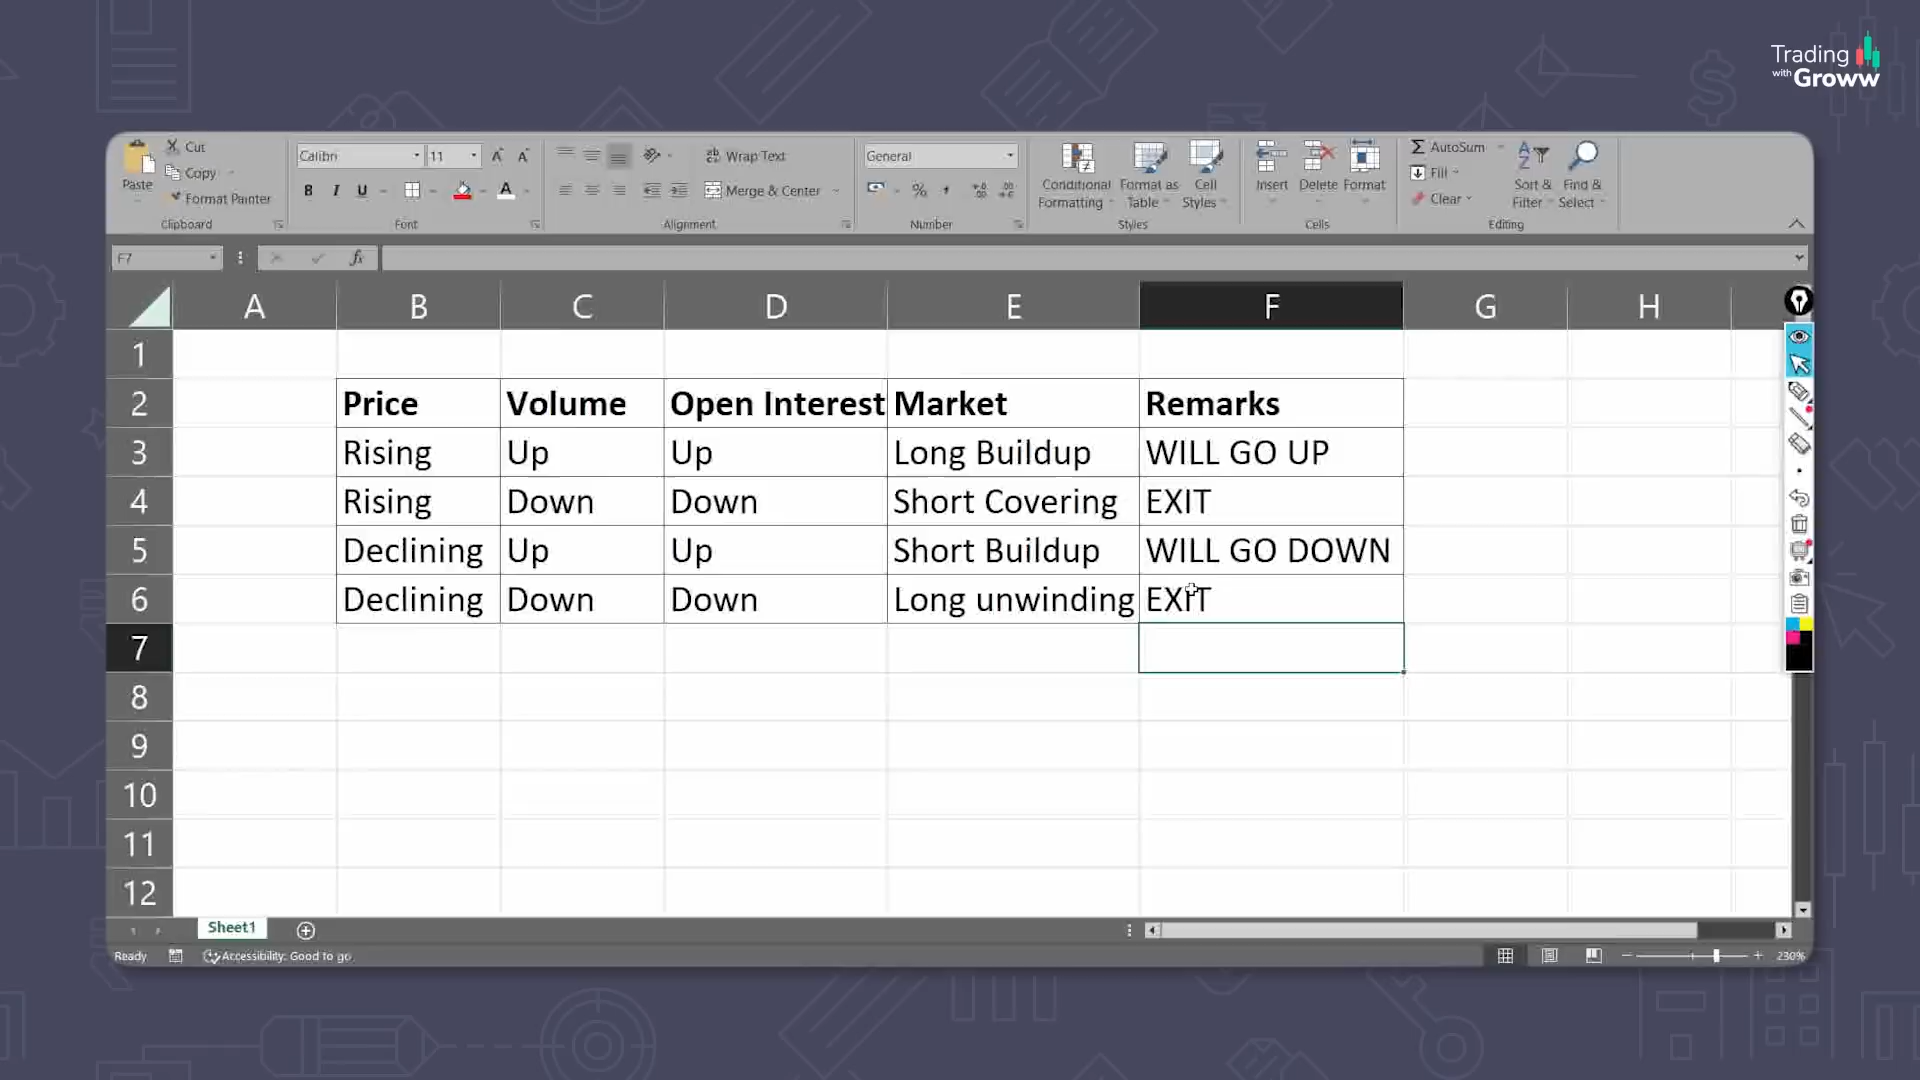 Trading
with Groww
Cut
Copy
Format Painter
Paste
Clipboard
Calibri 11
B I U
Font
Wrap Text
Merge & Center
Alignment
General
Number
Conditional Formatting
Format as Table
Cell Styles
Styles
Insert Delete Format
Cells
AutoSum
Fill
Clear
Sort & Filter
Find & Select
Editing
F7
fx
A B C D E F G H
1
2 Price Volume Open Interest Market Remarks
3 Rising Up Up Long Buildup WILL GO UP
4 Rising Down Down Short Covering EXIT
5 Declining Up Up Short Buildup WILL GO DOWN
6 Declining Down Down Long unwinding EXIT
7
8
9
10
11
12
Sheet1
Ready Accessibility: Good to go 230%